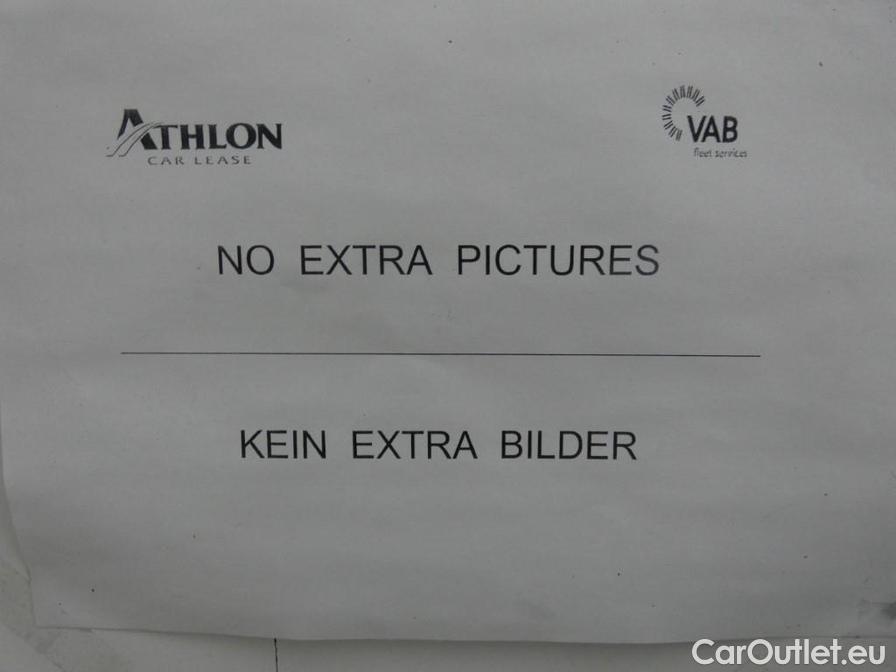 ATHLON
CAR LEASE
VAB
fleet services
NO EXTRA PICTURES
KEIN EXTRA BILDER
CarOutlet.eu